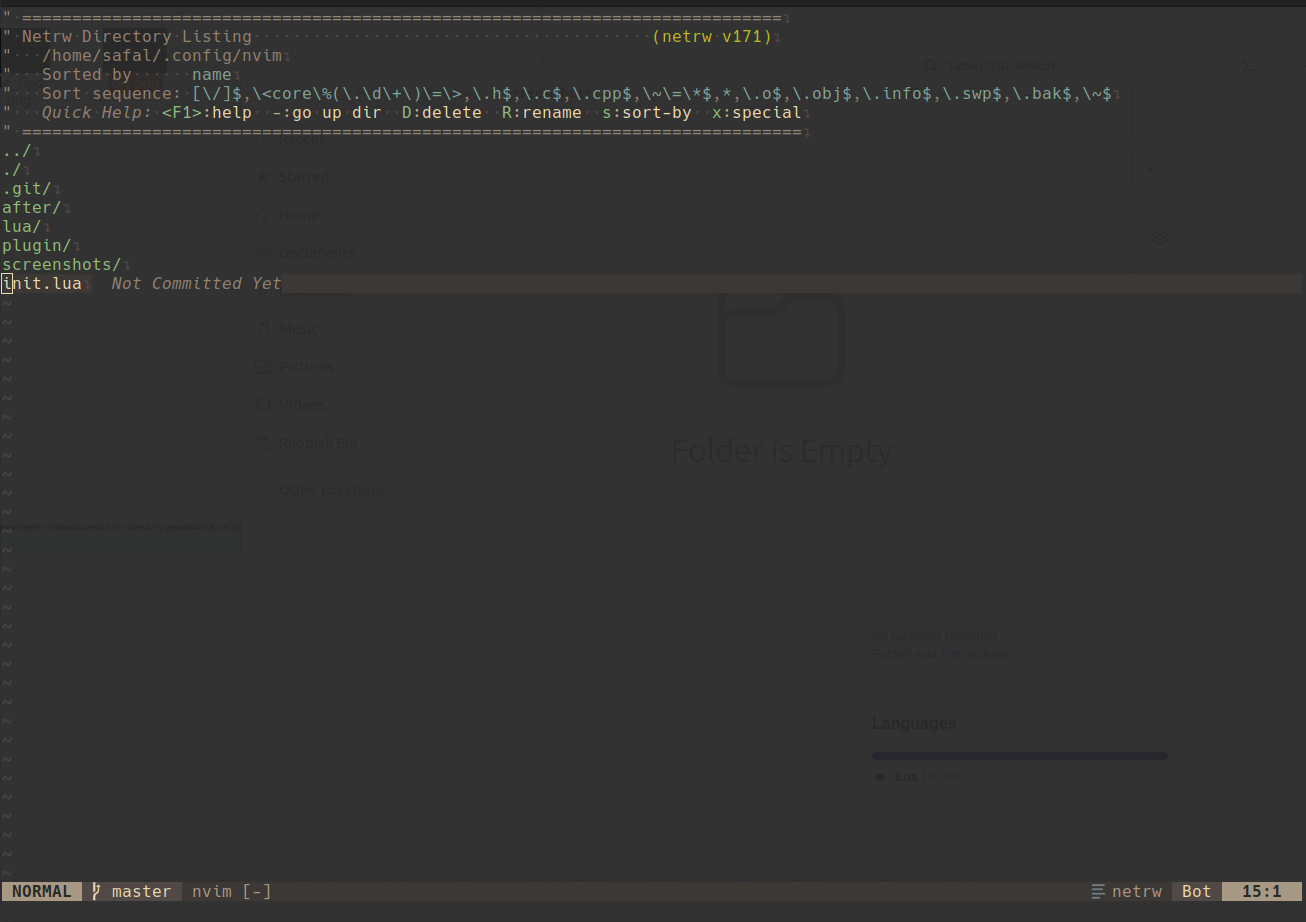 " ============================================================================
" Netrw Directory Listing                                        (netrw v171)
"   /home/safal/.config/nvim
"   Sorted by      name
"   Sort sequence: [\/]$,\<core\%(\.\d\+\)\=\>,\.h$,\.c$,\.cpp$,\~\=\*$,*,\.o$,\.obj$,\.info$,\.swp$,\.bak$,\~$
"   Quick Help: <F1>:help  -:go up dir  D:delete  R:rename  s:sort-by  x:special
" ==============================================================================
../
./
.git/
after/
lua/
plugin/
screenshots/
init.lua  Not Committed Yet
Recent
Starred
Home
Documents
Downloads
Music
Pictures
Videos
Rubbish Bin
Other Locations
Folder is Empty
No packages published
Publish your first package
Languages
Lua 100.0%
NORMAL master nvim [-] netrw Bot 15:1